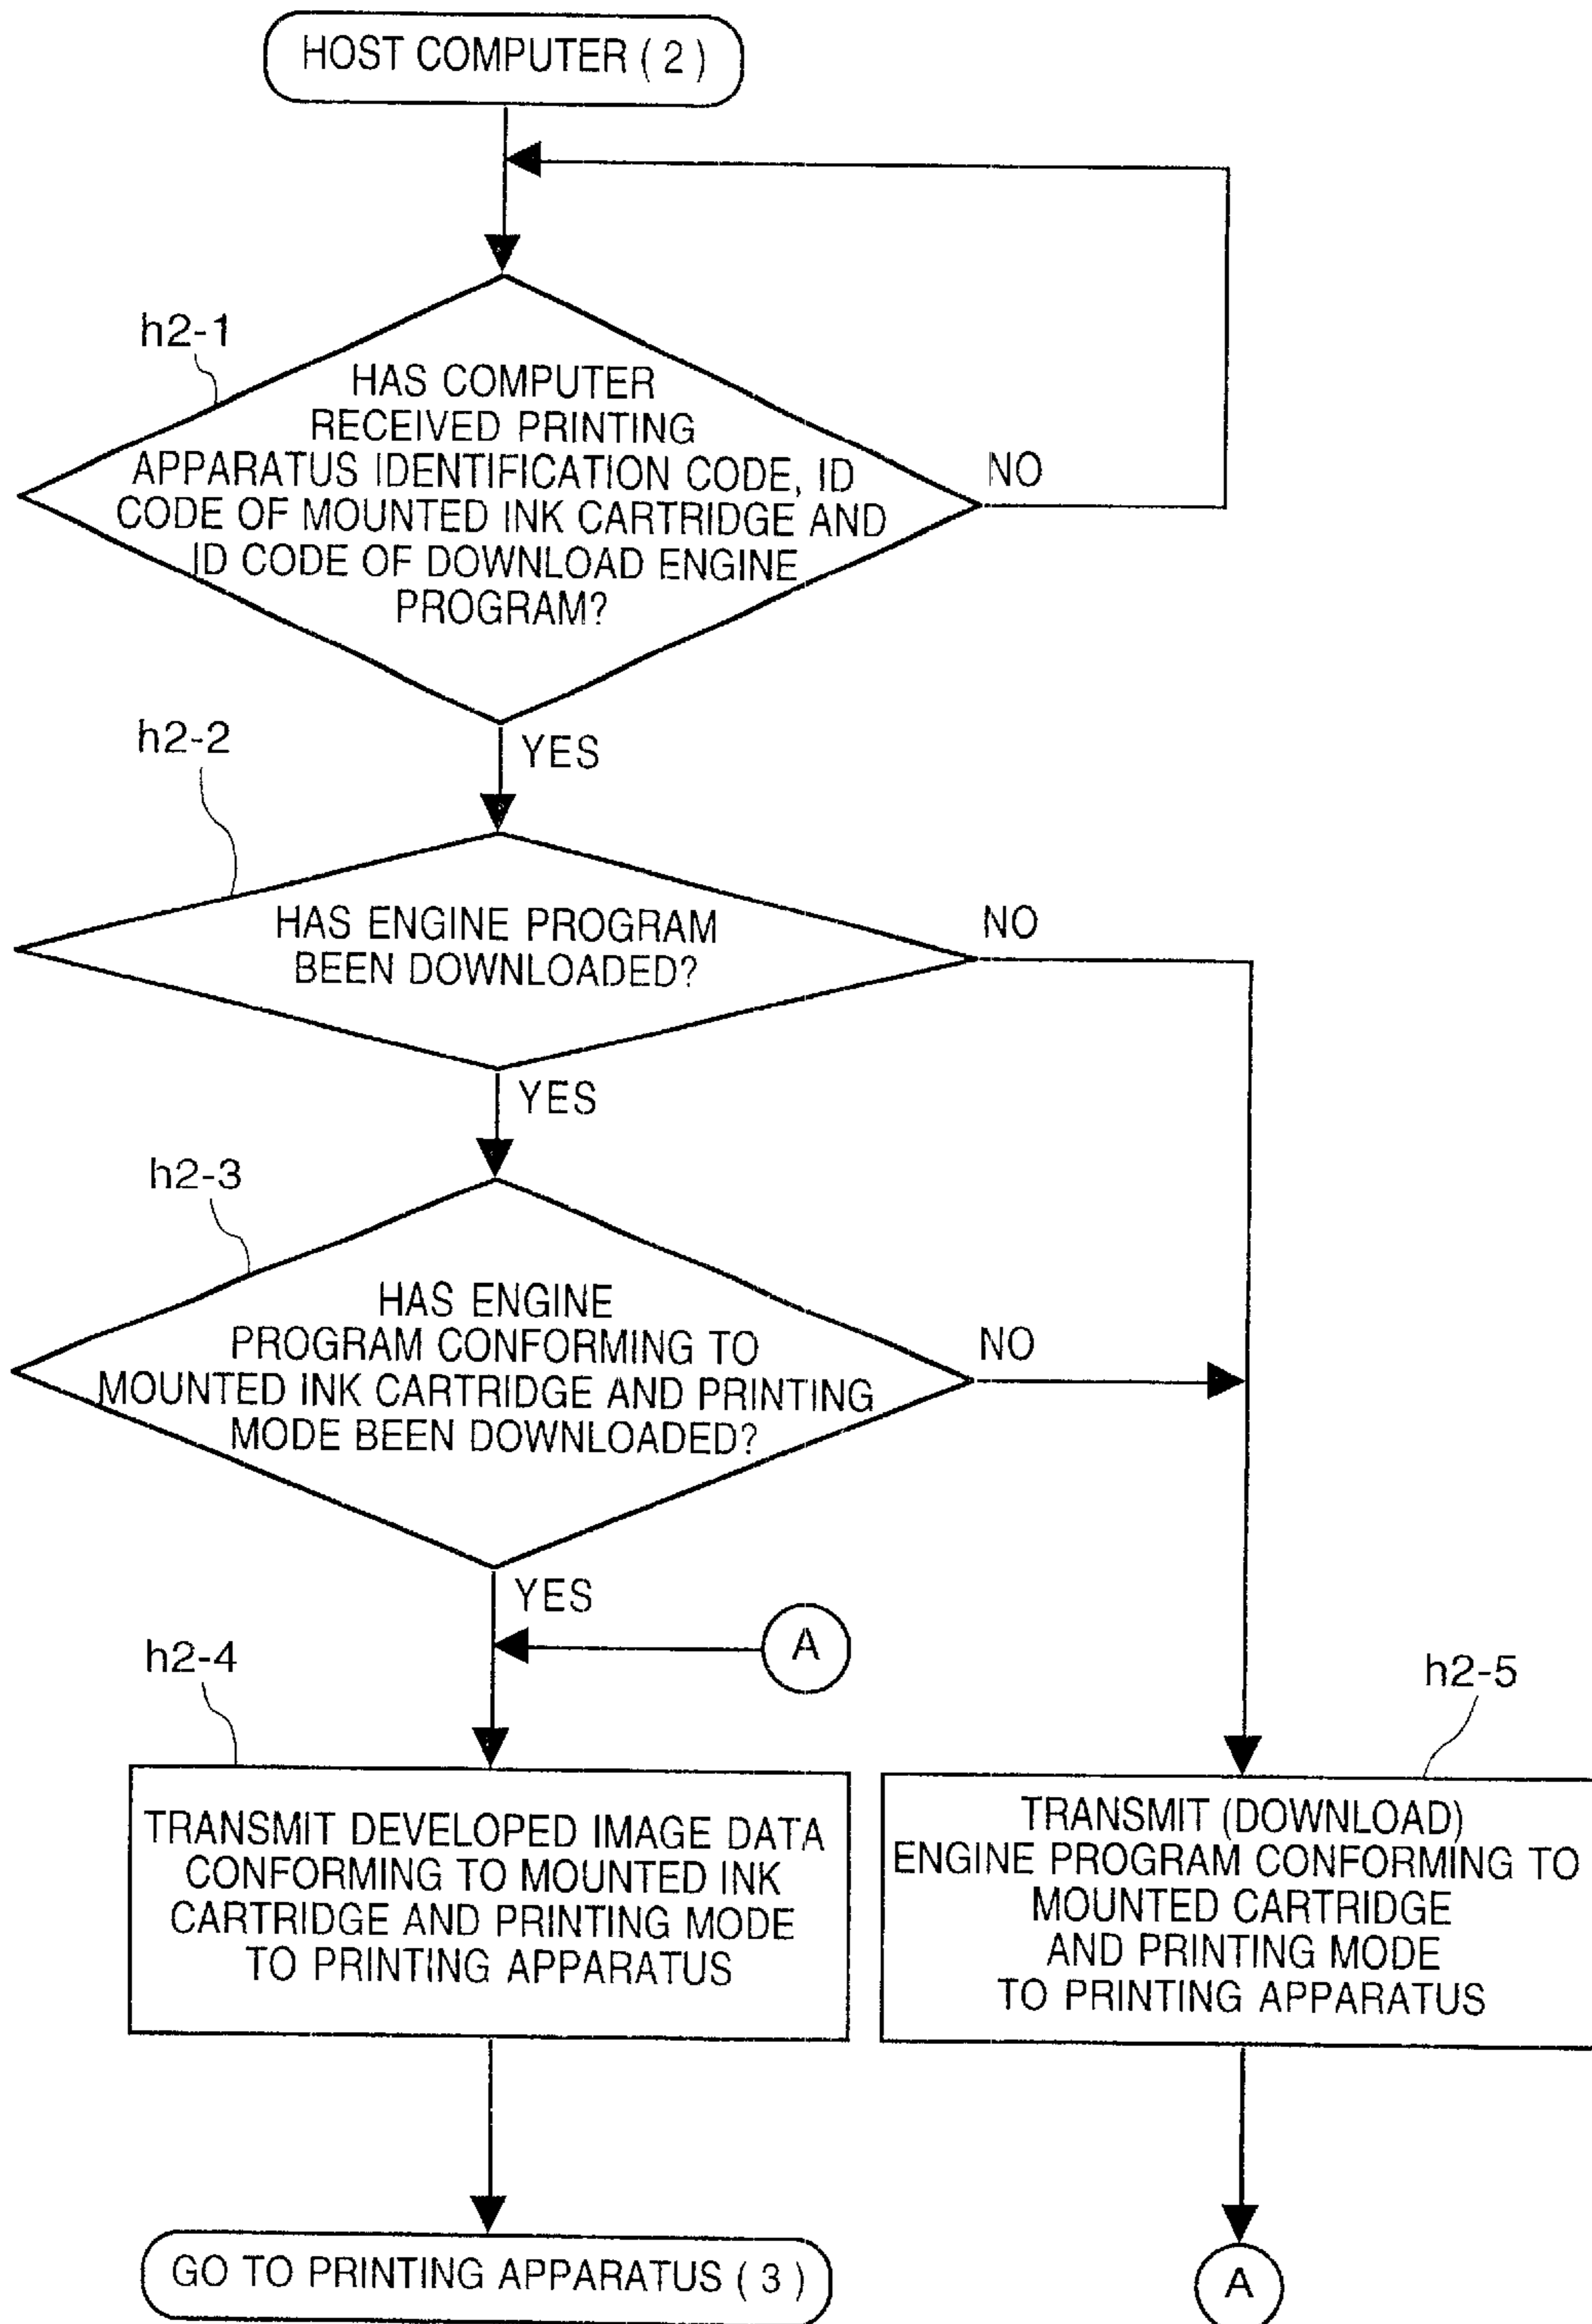 HOST COMPUTER ( 2 )
h2-1
HAS COMPUTER
RECEIVED PRINTING
APPARATUS IDENTIFICATION CODE, ID
CODE OF MOUNTED INK CARTRIDGE AND
ID CODE OF DOWNLOAD ENGINE
PROGRAM?
NO
YES
h2-2
HAS ENGINE PROGRAM
BEEN DOWNLOADED?
NO
YES
h2-3
HAS ENGINE
PROGRAM CONFORMING TO
MOUNTED INK CARTRIDGE AND PRINTING
MODE BEEN DOWNLOADED?
NO
YES
A
h2-4
TRANSMIT DEVELOPED IMAGE DATA
CONFORMING TO MOUNTED INK
CARTRIDGE AND PRINTING MODE
TO PRINTING APPARATUS
h2-5
TRANSMIT (DOWNLOAD)
ENGINE PROGRAM CONFORMING TO
MOUNTED CARTRIDGE
AND PRINTING MODE
TO PRINTING APPARATUS
GO TO PRINTING APPARATUS ( 3 )
A